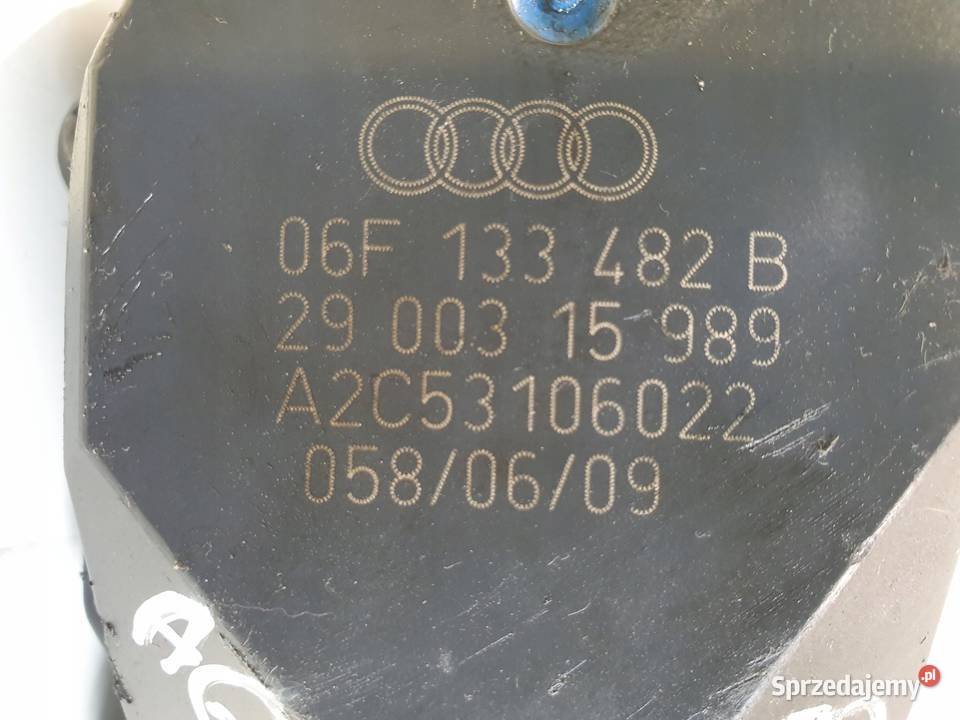 06F 133 482 B
29 003 15 989
A2C53106022
058/06/09
Sprzedajemy.pl